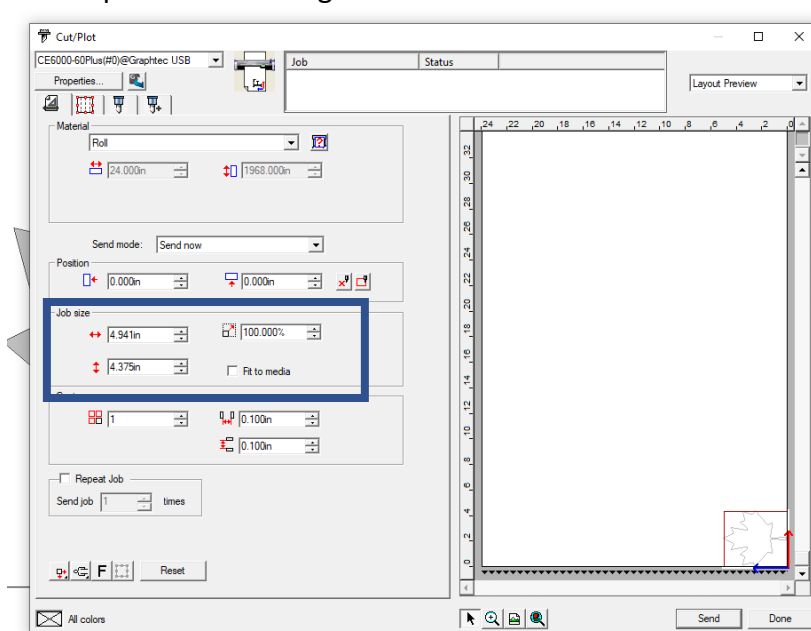 Cut/Plot
CE6000-60Plus(#0)@Graphtec USB
Job Status
Properties...
Layout Preview
Material
Roll
24.000in 1968.000in
Send mode: Send now
Position
0.000in 0.000in
Job size
4.941in 100.000%
4.375in Fit to media
1 0.100in
0.100in
Repeat Job
Send job 1 times
F Reset
All colors
24 22 20 18 16 14 12 10 8 6 4 2 0
32
30
28
26
24
22
20
18
16
14
12
10
8
6
4
2
0
Send Done